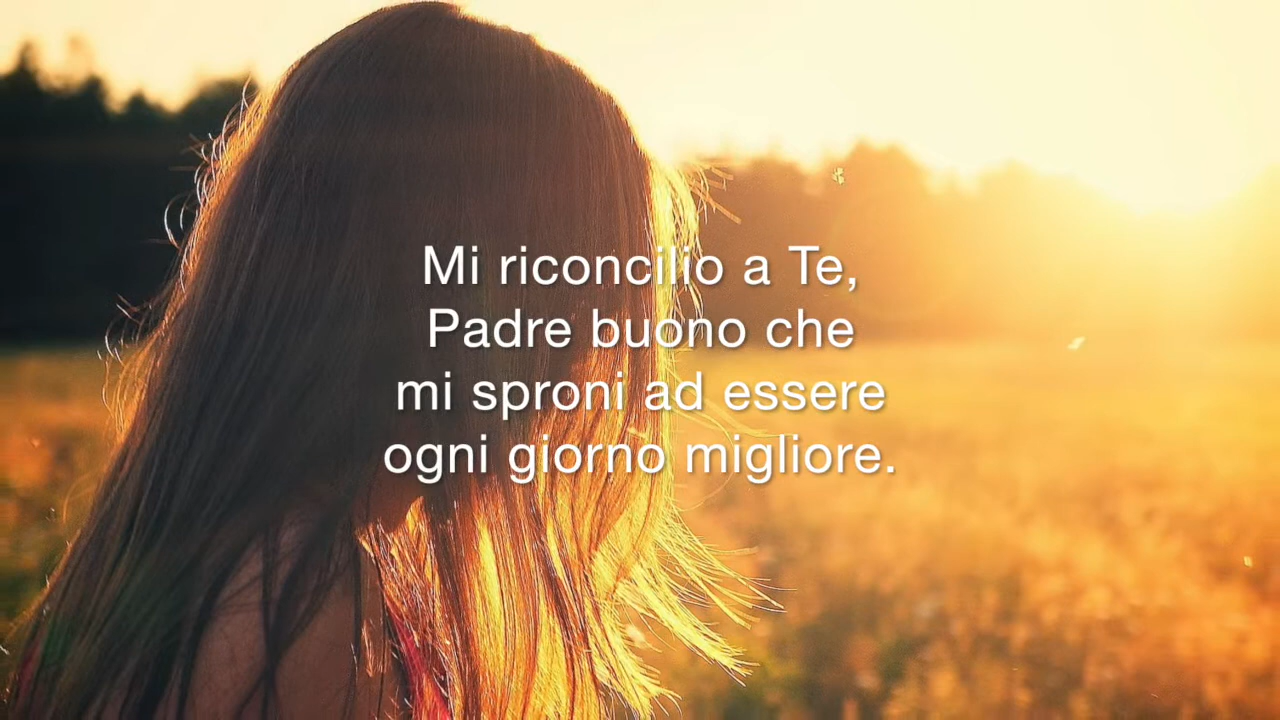 Mi riconcilio a Te,
Padre buono che
mi sproni ad essere
ogni giorno migliore.